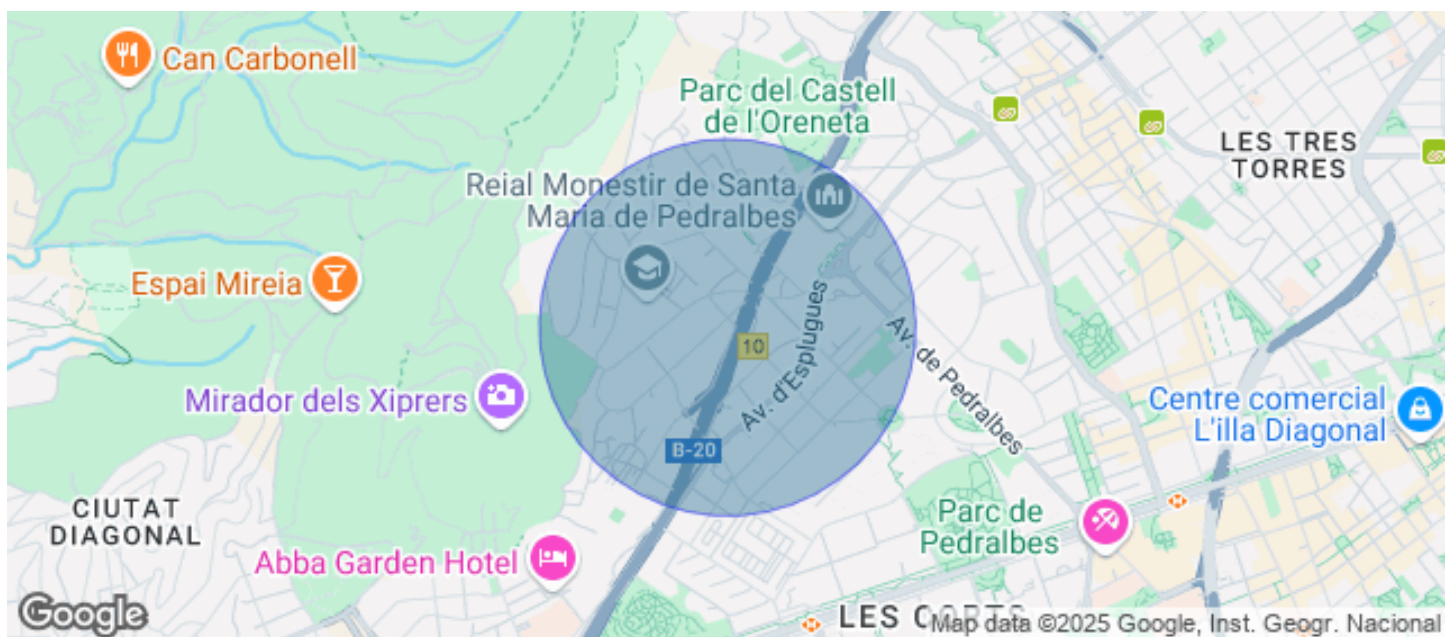 Can Carbonell
Parc del Castell
de l'Oreneta
LES TRES
TORRES
Reial Monestir de Santa
Maria de Pedralbes
Espai Mireia
10
Av. d'Esplugues
Av. de Pedralbes
Mirador dels Xiprers
Centre comercial
L'illa Diagonal
B-20
CIUTAT
DIAGONAL
Parc de
Pedralbes
Abba Garden Hotel
Google
LES CORTS
Map data ©2025 Google, Inst. Geogr. Nacional